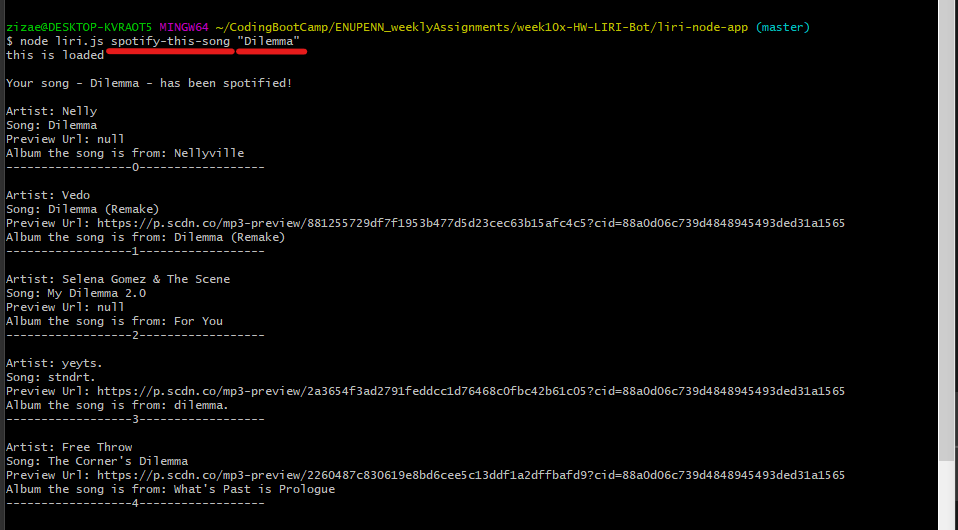 zizae@DESKTOP-KVRAOT5 MINGW64 ~/CodingBootCamp/ENUPENN_weeklyAssignments/week10x-HW-LIRI-Bot/liri-node-app (master)
$ node liri.js spotify-this-song "Dilemma"
this is loaded
Your song - Dilemma - has been spotified!
Artist: Nelly
Song: Dilemma
Preview Url: null
Album the song is from: Nellyville
------------------0------------------
Artist: Vedo
Song: Dilemma (Remake)
Preview Url: https://p.scdn.co/mp3-preview/881255729df7f1953b477d5d23cec63b15afc4c5?cid=88a0d06c739d4848945493ded31a1565
Album the song is from: Dilemma (Remake)
------------------1------------------
Artist: Selena Gomez & The Scene
Song: My Dilemma 2.0
Preview Url: null
Album the song is from: For You
------------------2------------------
Artist: yeyts.
Song: stndrt.
Preview Url: https://p.scdn.co/mp3-preview/2a3654f3ad2791feddcc1d76468c0fbc42b61c05?cid=88a0d06c739d4848945493ded31a1565
Album the song is from: dilemma.
------------------3------------------
Artist: Free Throw
Song: The Corner's Dilemma
Preview Url: https://p.scdn.co/mp3-preview/2260487c830619e8bd6cee5c13ddf1a2dffbafd9?cid=88a0d06c739d4848945493ded31a1565
Album the song is from: What's Past is Prologue
------------------4------------------